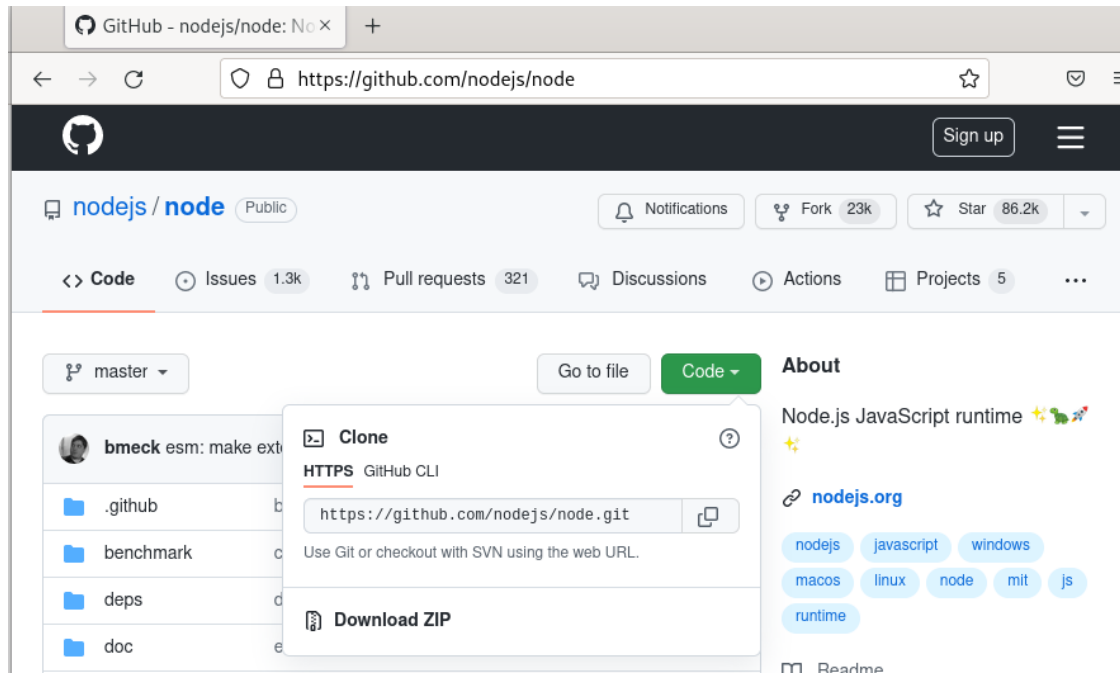 GitHub - nodejs/node: No
https://github.com/nodejs/node
Sign up
nodejs / node Public
Notifications
Fork 23k
Star 86.2k
Code
Issues 1.3k
Pull requests 321
Discussions
Actions
Projects 5
master
Go to file
Code
About
Node.js JavaScript runtime
bmeck esm: make ext
Clone
HTTPS GitHub CLI
https://github.com/nodejs/node.git
Use Git or checkout with SVN using the web URL.
Download ZIP
.github
benchmark
deps
doc
nodejs.org
nodejs javascript windows
macos linux node mit js
runtime
Readme